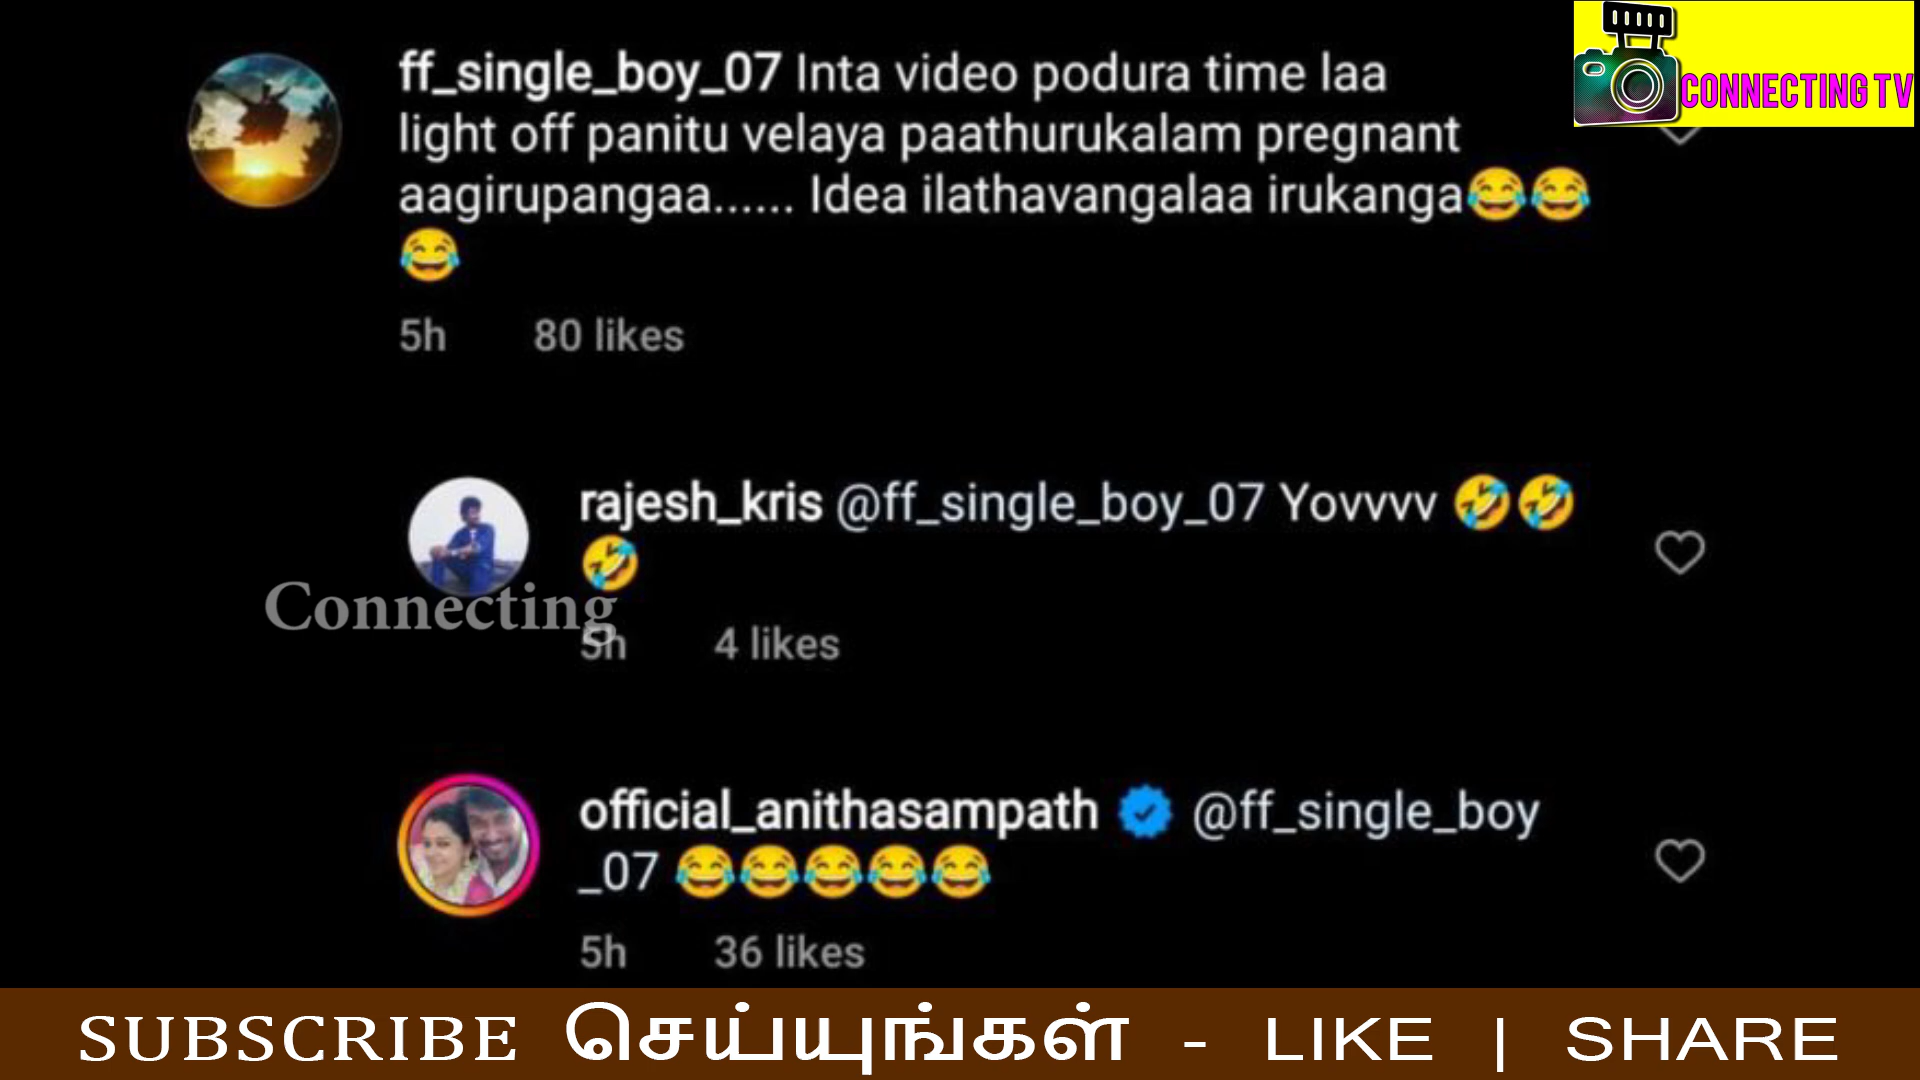 CONNECTING TV
ff_single_boy_07 Inta video podura time laa
light off panitu velaya paathurukalam pregnant
aagirupangaa...... Idea ilathavangalaa irukanga😂😂
😂
5h 80 likes
rajesh_kris @ff_single_boy_07 Yovvvv 🤣🤣
🤣
Connecting
5h 4 likes
official_anithasampath @ff_single_boy
_07 😂😂😂😂😂
5h 36 likes
SUBSCRIBE செய்யுங்கள் - LIKE | SHARE